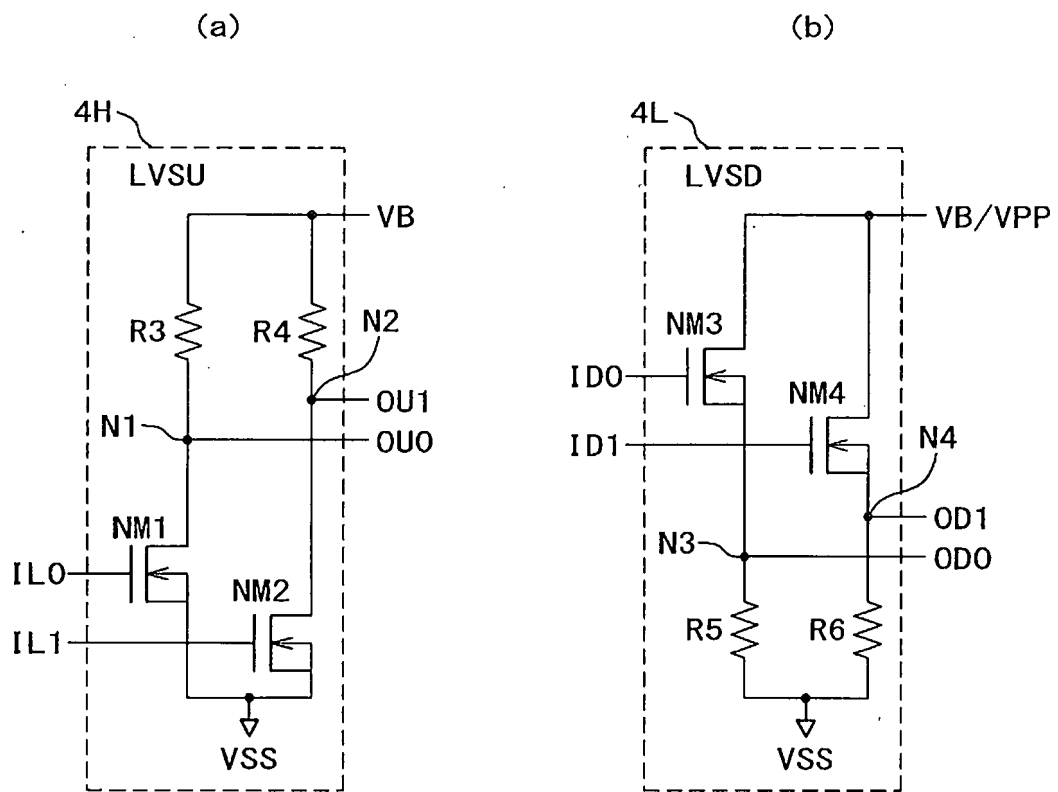 (a)
4H
LVSU
VB
R3
R4
N2
OU1
N1
OU0
NM1
IL0
NM2
IL1
VSS
(b)
4L
LVSD
VB/VPP
NM3
ID0
NM4
ID1
N4
OD1
N3
OD0
R5
R6
VSS